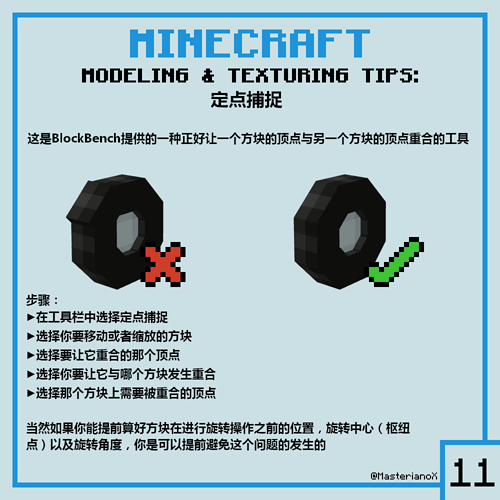 MINECRAFT
MODELING & TEXTURING TIPS:
定点捕捉
这是BlockBench提供的一种正好让一个方块的顶点与另一个方块的顶点重合的工具
步骤：
►在工具栏中选择定点捕捉
►选择你要移动或者缩放的方块
►选择要让它重合的那个顶点
►选择你要让它与哪个方块发生重合
►选择那个方块上需要被重合的顶点
当然如果你能提前算好方块在进行旋转操作之前的位置，旋转中心（枢纽
点）以及旋转角度，你是可以提前避免这个问题的发生的
@MasterianoX
11